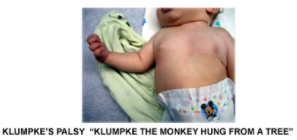 KLUMPKE'S PALSY "KLUMPKE THE MONKEY HUNG FROM A TREE"